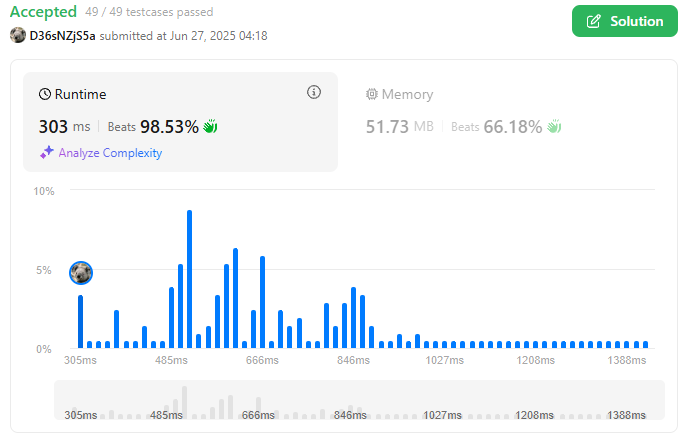 Accepted 49 / 49 testcases passed
Solution
D36sNZjS5a submitted at Jun 27, 2025 04:18
Runtime
303 ms | Beats 98.53%
Analyze Complexity
Memory
51.73 MB | Beats 66.18%
10%
5%
0%
305ms 485ms 666ms 846ms 1027ms 1208ms 1388ms
305ms 485ms 666ms 846ms 1027ms 1208ms 1388ms